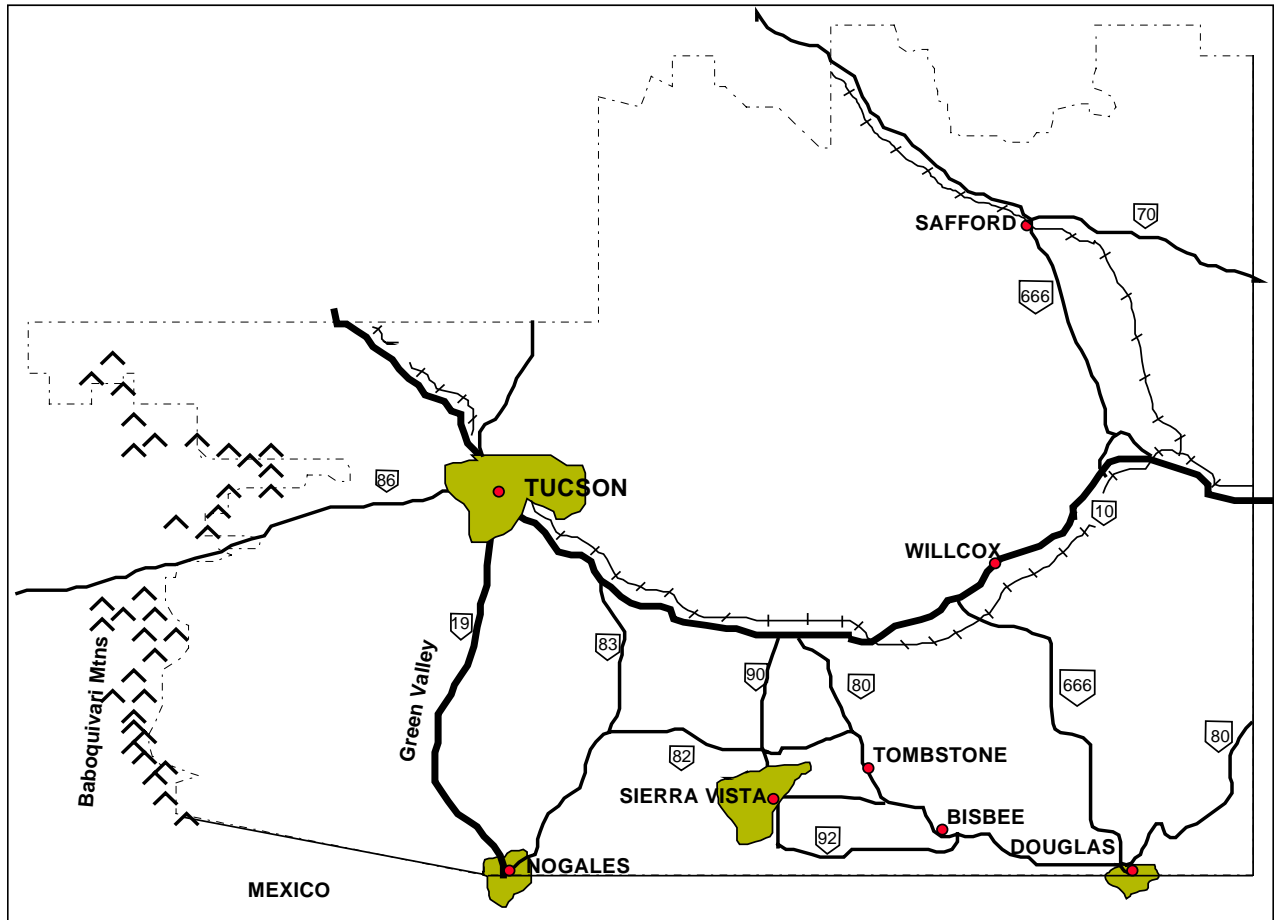 70
SAFFORD
666
86
TUCSON
10
WILLCOX
19
83
90
80
666
80
Baboquivari Mtns
Green Valley
82
TOMBSTONE
SIERRA VISTA
92
BISBEE
DOUGLAS
NOGALES
MEXICO